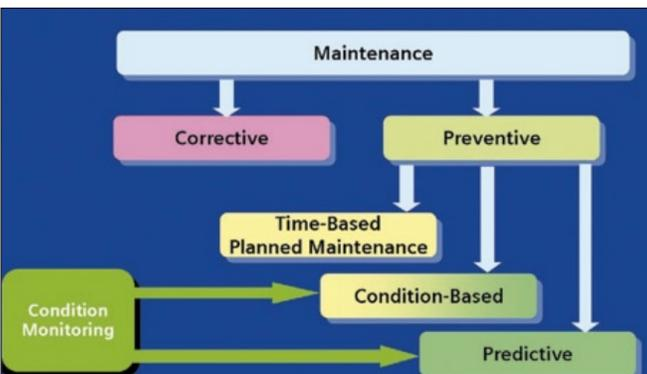 Maintenance
Corrective
Preventive
Time-Based
Planned Maintenance
Condition-Based
Condition
Monitoring
Predictive